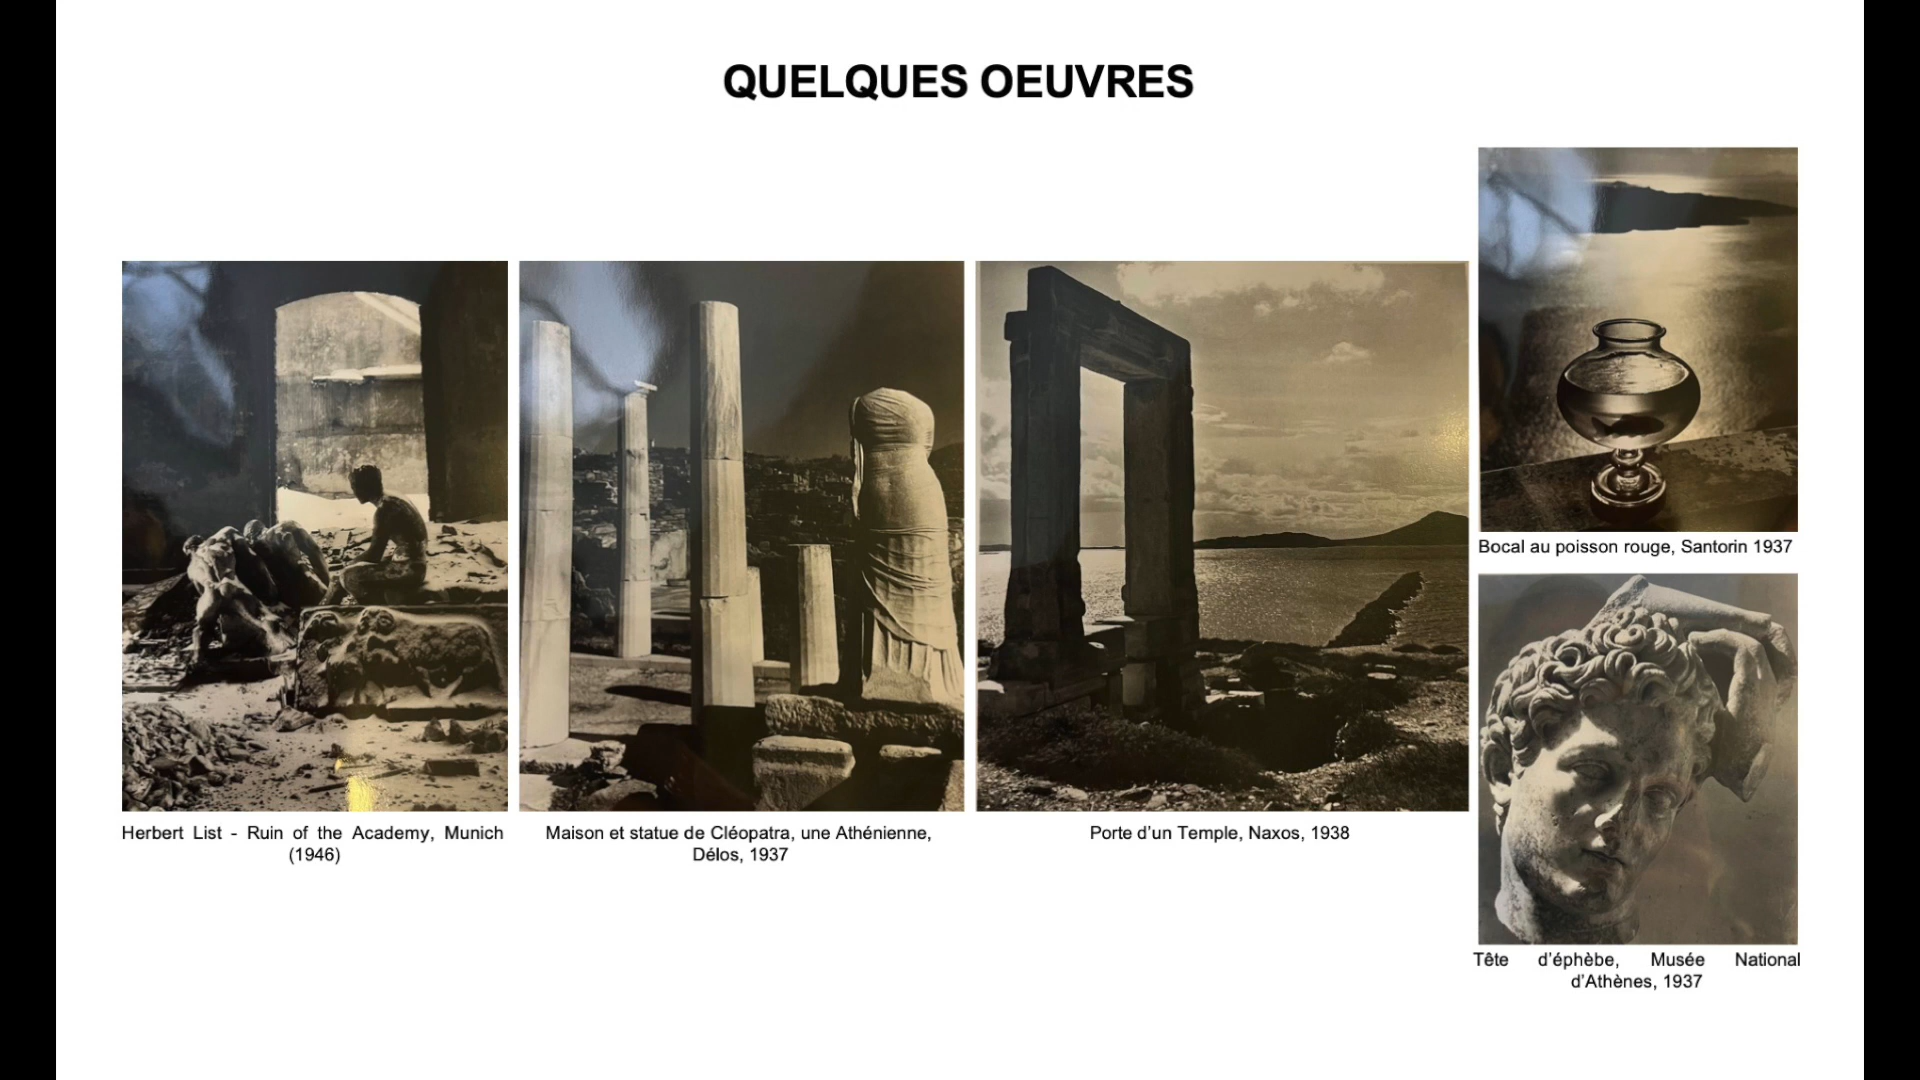 QUELQUES OEUVRES
Herbert List - Ruin of the Academy, Munich
(1946)
Maison et statue de Cléopatra, une Athénienne,
Délos, 1937
Porte d’un Temple, Naxos, 1938
Bocal au poisson rouge, Santorin 1937
Tête d’éphèbe, Musée National
d’Athènes, 1937